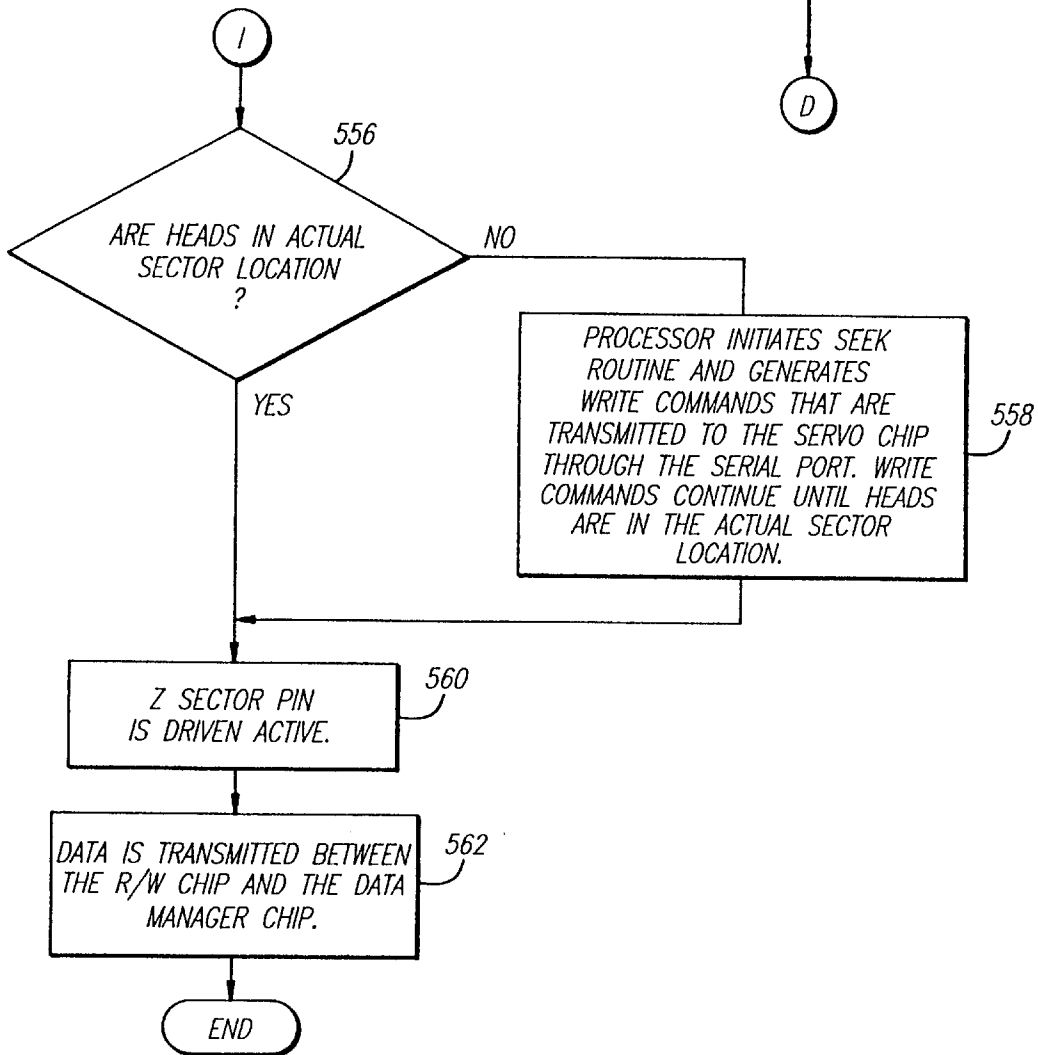 I
D
556
ARE HEADS IN ACTUAL
SECTOR LOCATION
?
NO
YES
PROCESSOR INITIATES SEEK
ROUTINE AND GENERATES
WRITE COMMANDS THAT ARE
TRANSMITTED TO THE SERVO CHIP
THROUGH THE SERIAL PORT. WRITE
COMMANDS CONTINUE UNTIL HEADS
ARE IN THE ACTUAL SECTOR
LOCATION.
558
Z SECTOR PIN
IS DRIVEN ACTIVE.
560
DATA IS TRANSMITTED BETWEEN
THE R/W CHIP AND THE DATA
MANAGER CHIP.
562
END